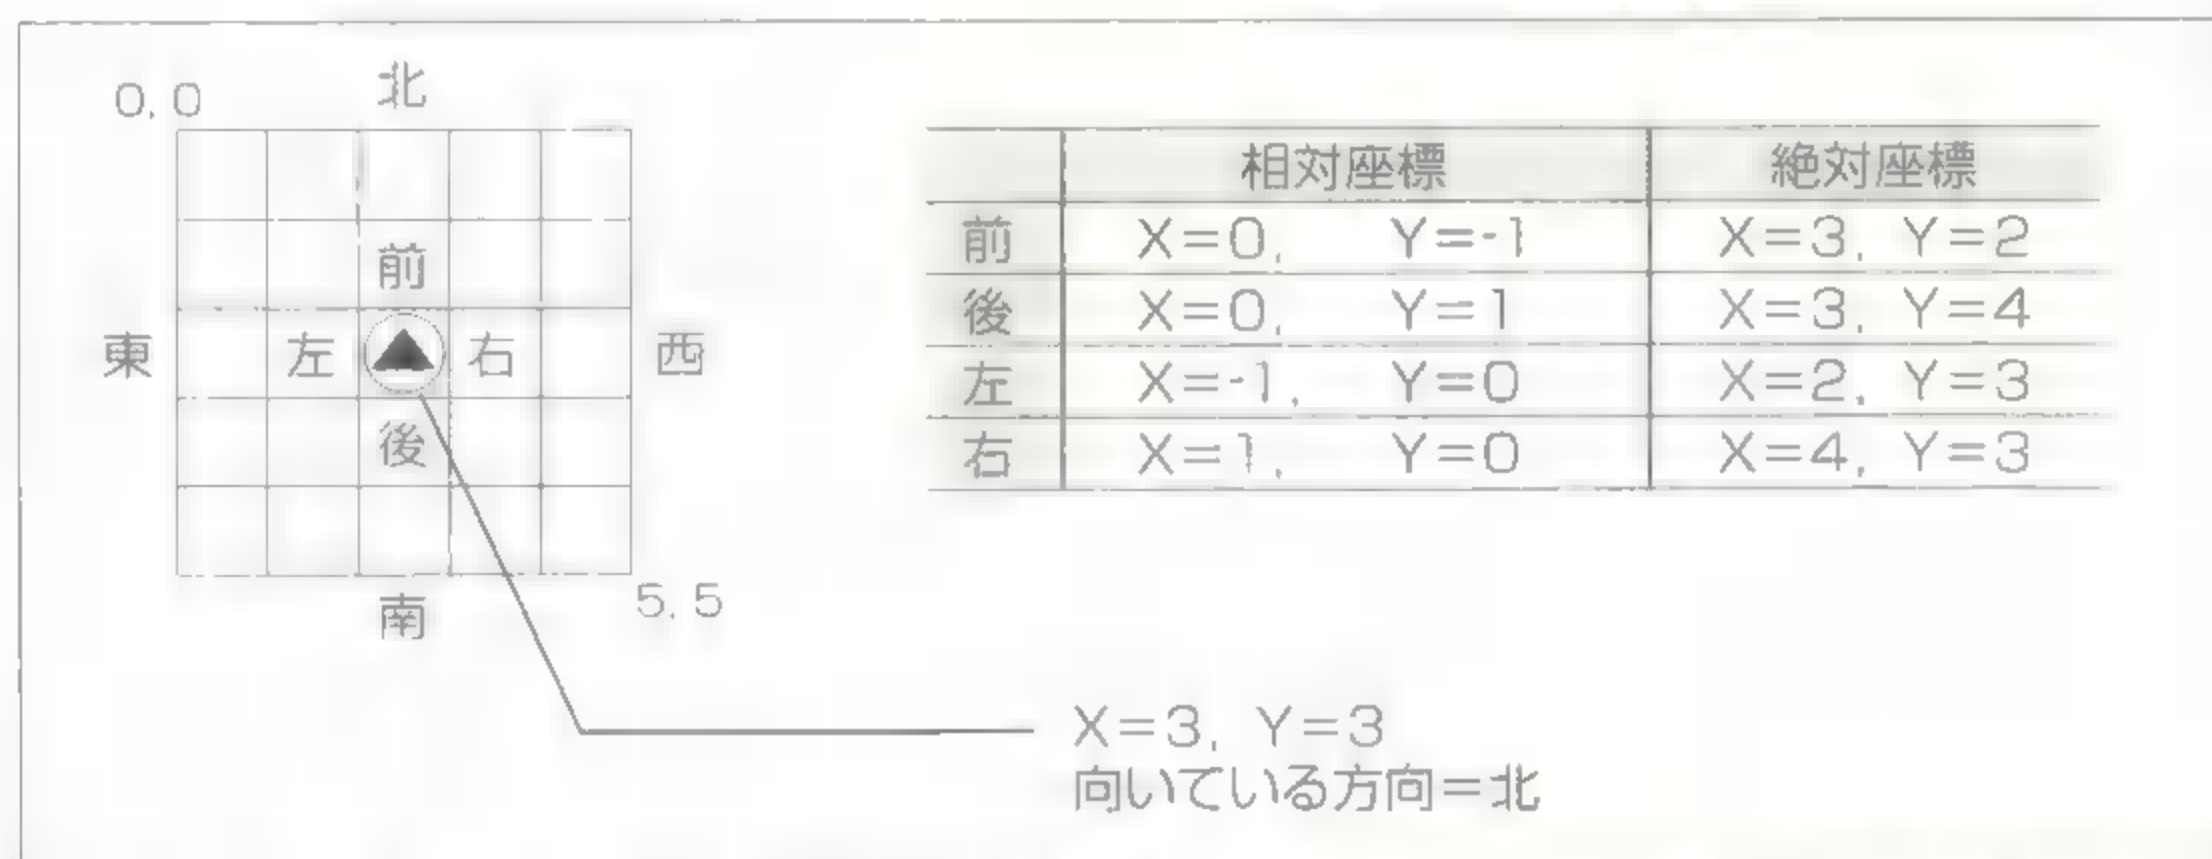 0, 0
北
前
東
左
右
西
後
南
5, 5
相対座標 絶対座標
前 X=0, Y=-1 X=3, Y=2
後 X=0, Y=1 X=3, Y=4
左 X=-1, Y=0 X=2, Y=3
右 X=1, Y=0 X=4, Y=3
X=3, Y=3
向いている方向=北